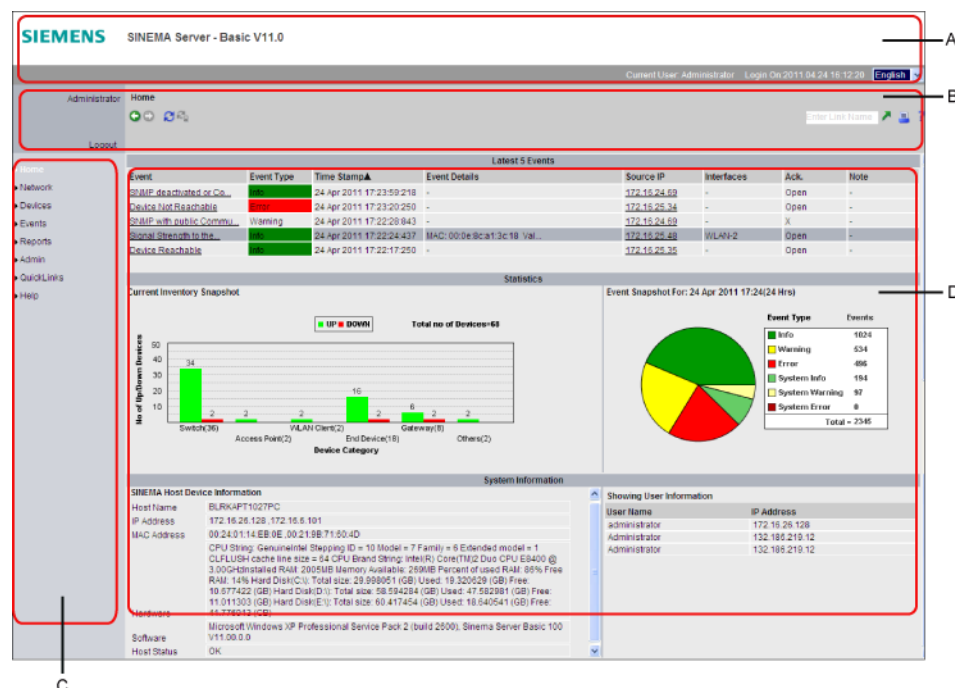 SIEMENS SINEMA Server - Basic V11.0
A
Current User: Administrator Login On:2011.04.24 16:12:20 English
B
Administrator Home
Enter Link Name ?
Logout
Home
Network
Devices
Events
Reports
Admin
QuickLinks
Help
Latest 5 Events
Event Event Type Time Stamp▲ Event Details Source IP Interfaces Ack. Note
SNMP deactivated or Co... Info 24 Apr 2011 17:23:59:218 - 172.16.24.69 - Open -
Device Not Reachable Error 24 Apr 2011 17:23:20:250 - 172.16.25.34 - Open -
SNMP with public Commu... Warning 24 Apr 2011 17:22:28:843 - 172.16.24.69 - X -
Signal Strength to the... Info 24 Apr 2011 17:22:24:437 MAC: 00:0e:8c:a1:3c:18 Val... 172.16.25.48 WLAN-2 Open -
Device Reachable Info 24 Apr 2011 17:22:17:250 - 172.16.25.35 - Open -
Statistics
D
Current Inventory Snapshot
UP DOWN Total no of Devices=68
No of Up/Down Devices
50
40
30
20
10
34 2 2 2 16 2 6 2 2
Switch(36) WLAN Client(2) Gateway(8)
Access Point(2) End Device(18) Others(2)
Device Category
Event Snapshot For: 24 Apr 2011 17:24(24 Hrs)
Event Type Events
Info 1024
Warning 534
Error 496
System Info 194
System Warning 97
System Error 0
Total = 2345
System Information
SINEMA Host Device Information
Host Name BLRKAPT1027PC
IP Address 172.16.26.128 ,172.16.6.101
MAC Address 00:24:01:14:EB:0E ,00:21:9B:71:60:4D
CPU String: GenuineIntel Stepping ID = 10 Model = 7 Family = 6 Extended model = 1
CLFLUSH cache line size = 64 CPU Brand String: Intel(R) Core(TM)2 Duo CPU E8400 @
3.00GHzInstalled RAM: 2005MB Memory Available: 269MB Percent of used RAM: 86% Free
RAM: 14% Hard Disk(C:\): Total size: 29.998051 (GB) Used: 19.320629 (GB) Free:
10.677422 (GB) Hard Disk(D:\): Total size: 58.594284 (GB) Used: 47.582981 (GB) Free:
11.011303 (GB) Hard Disk(E:\): Total size: 60.417454 (GB) Used: 18.640541 (GB) Free:
Hardware (GB)
Microsoft Windows XP Professional Service Pack 2 (build 2600), Sinema Server Basic 100
Software V11.00.0.0
Host Status OK
Showing User Information
User Name IP Address
administrator 172.16.26.128
Administrator 132.186.219.12
Administrator 132.186.219.12
C